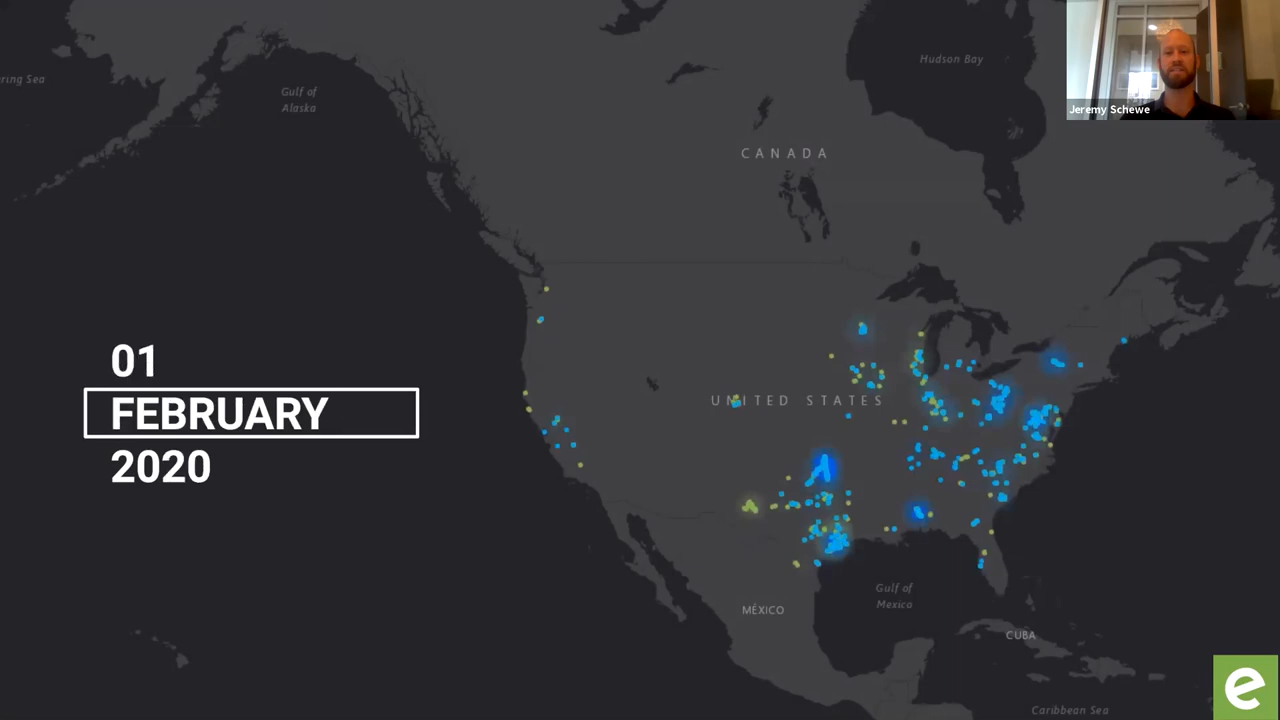 ring Sea
Gulf of
Alaska
Hudson Bay
Jeremy Schewe
CANADA
01
FEBRUARY
2020
UNITED STATES
MÉXICO
Gulf of
Mexico
CUBA
Caribbean Sea
e